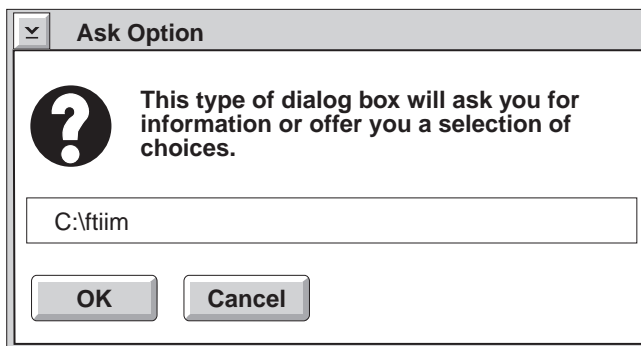 Ask Option
This type of dialog box will ask you for
information or offer you a selection of
choices.
C:\ftiim
OK
Cancel